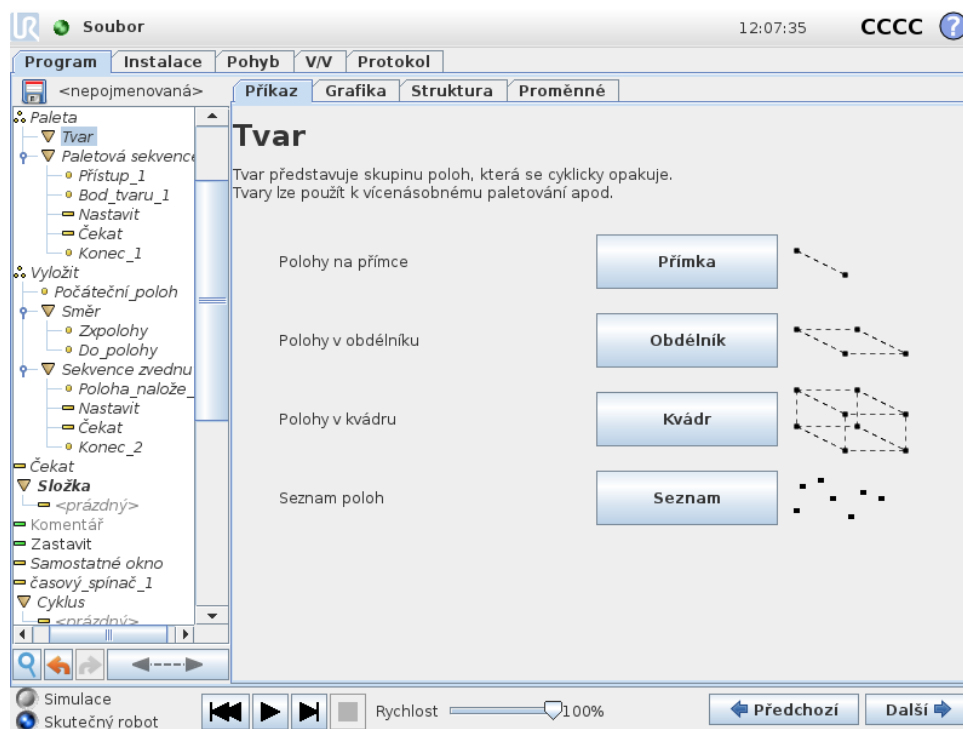 UR Soubor 12:07:35 CCCC ?
Program Instalace Pohyb V/V Protokol
<nepojmenovaná> Příkaz Grafika Struktura Proměnné
Paleta
Tvar
Paletová sekvence
Přístup_1
Bod_tvaru_1
Nastavit
Čekat
Konec_1
Vyložit
Počáteční_poloh
Směr
Zxpolohy
Do_polohy
Sekvence zvednu
Poloha_nalože_
Nastavit
Čekat
Konec_2
Čekat
Složka
<prázdný>
Komentář
Zastavit
Samostatné okno
časový_spínač_1
Cyklus
<prázdný>
Tvar
Tvar představuje skupinu poloh, která se cyklicky opakuje.
Tvary lze použít k vícenásobnému paletování apod.
Polohy na přímce Přímka
Polohy v obdélníku Obdélník
Polohy v kvádru Kvádr
Seznam poloh Seznam
Simulace
Skutečný robot
Rychlost 100%
Předchozí Další